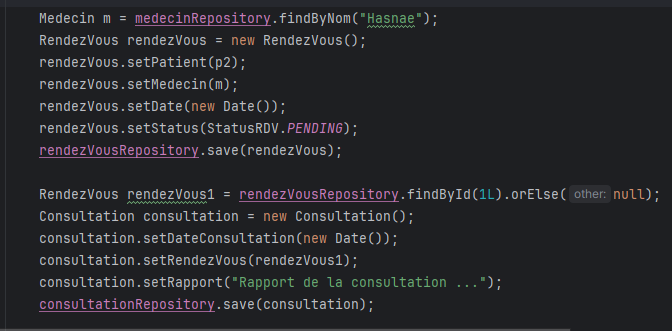 Medecin m = medecinRepository.findByNom("Hasnae");
RendezVous rendezVous = new RendezVous();
rendezVous.setPatient(p2);
rendezVous.setMedecin(m);
rendezVous.setDate(new Date());
rendezVous.setStatus(StatusRDV.PENDING);
rendezVousRepository.save(rendezVous);
RendezVous rendezVous1 = rendezVousRepository.findById(1L).orElse( other: null);
Consultation consultation = new Consultation();
consultation.setDateConsultation(new Date());
consultation.setRendezVous(rendezVous1);
consultation.setRapport("Rapport de la consultation ...");
consultationRepository.save(consultation);